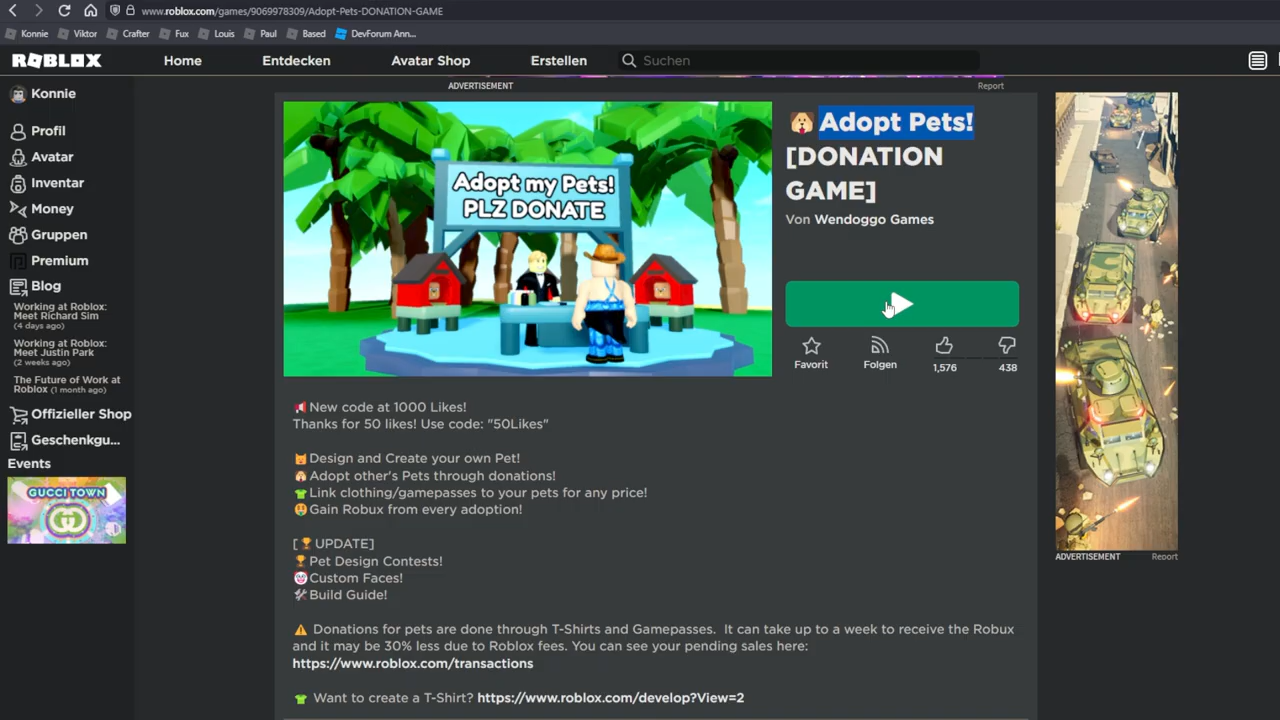 www.roblox.com/games/9069978309/Adopt-Pets-DONATION-GAME
Konnie Viktor Crafter Fux Louis Paul Based DevForum Ann...
ROBLOX Home Entdecken Avatar Shop Erstellen Suchen
ADVERTISEMENT Report
Konnie
Profil
Avatar
Inventar
Money
Gruppen
Premium
Blog
Working at Roblox:
Meet Richard Sim
(4 days ago)
Working at Roblox:
Meet Justin Park
(2 weeks ago)
The Future of Work at
Roblox (1 month ago)
Offizieller Shop
Geschenkgu...
Events
GUCCI TOWN
Adopt my Pets!
PLZ DONATE
🐶Adopt Pets!
[DONATION
GAME]
Von Wendoggo Games
Favorit Folgen 1,576 438
📢New code at 1000 Likes!
Thanks for 50 likes! Use code: "50Likes"
🐱Design and Create your own Pet!
🙈Adopt other's Pets through donations!
👕Link clothing/gamepasses to your pets for any price!
🤑Gain Robux from every adoption!
[🏆UPDATE]
🏆Pet Design Contests!
🤡Custom Faces!
🛠️Build Guide!
⚠️ Donations for pets are done through T-Shirts and Gamepasses. It can take up to a week to receive the Robux
and it may be 30% less due to Roblox fees. You can see your pending sales here:
https://www.roblox.com/transactions
👕 Want to create a T-Shirt? https://www.roblox.com/develop?View=2
ADVERTISEMENT Report